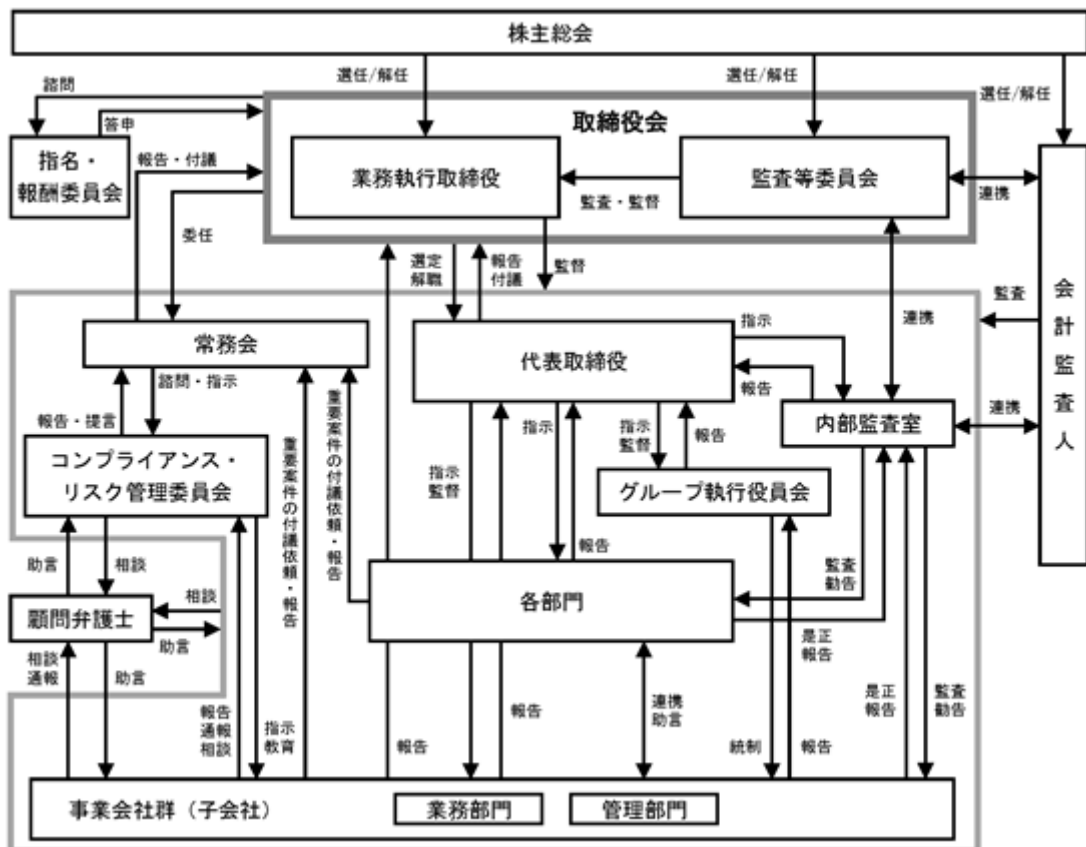 株主総会
諮問
選任/解任
選任/解任
選任/解任
答申
取締役会
指名・
報酬委員会
報告・付議
業務執行取締役
監査等委員会
監査・監督
連携
委任
選定
解職
報告
付議
監督
会計監査人
監査
連携
常務会
代表取締役
指示
報告
諮問・指示
報告・提言
重要案件の付議依頼・報告
重要案件の付議依頼・報告
指示
指示
監督
報告
内部監査室
連携
コンプライアンス・
リスク管理委員会
指示
監督
グループ執行役員会
助言
相談
報告
各部門
監査
勧告
相談
顧問弁護士
助言
是正
報告
相談
通報
助言
報告
通報
相談
指示
教育
報告
報告
連携
助言
統制
報告
是正
報告
監査
勧告
事業会社群（子会社）
業務部門
管理部門